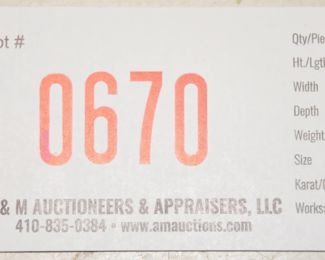 ot #
0670
& M AUCTIONEERS & APPRAISERS, LLC
410-835-0384 • www.amauctions.com
Qty/Pie
Ht./Lgt
Width
Depth
Weight
Size
Karat/
Works